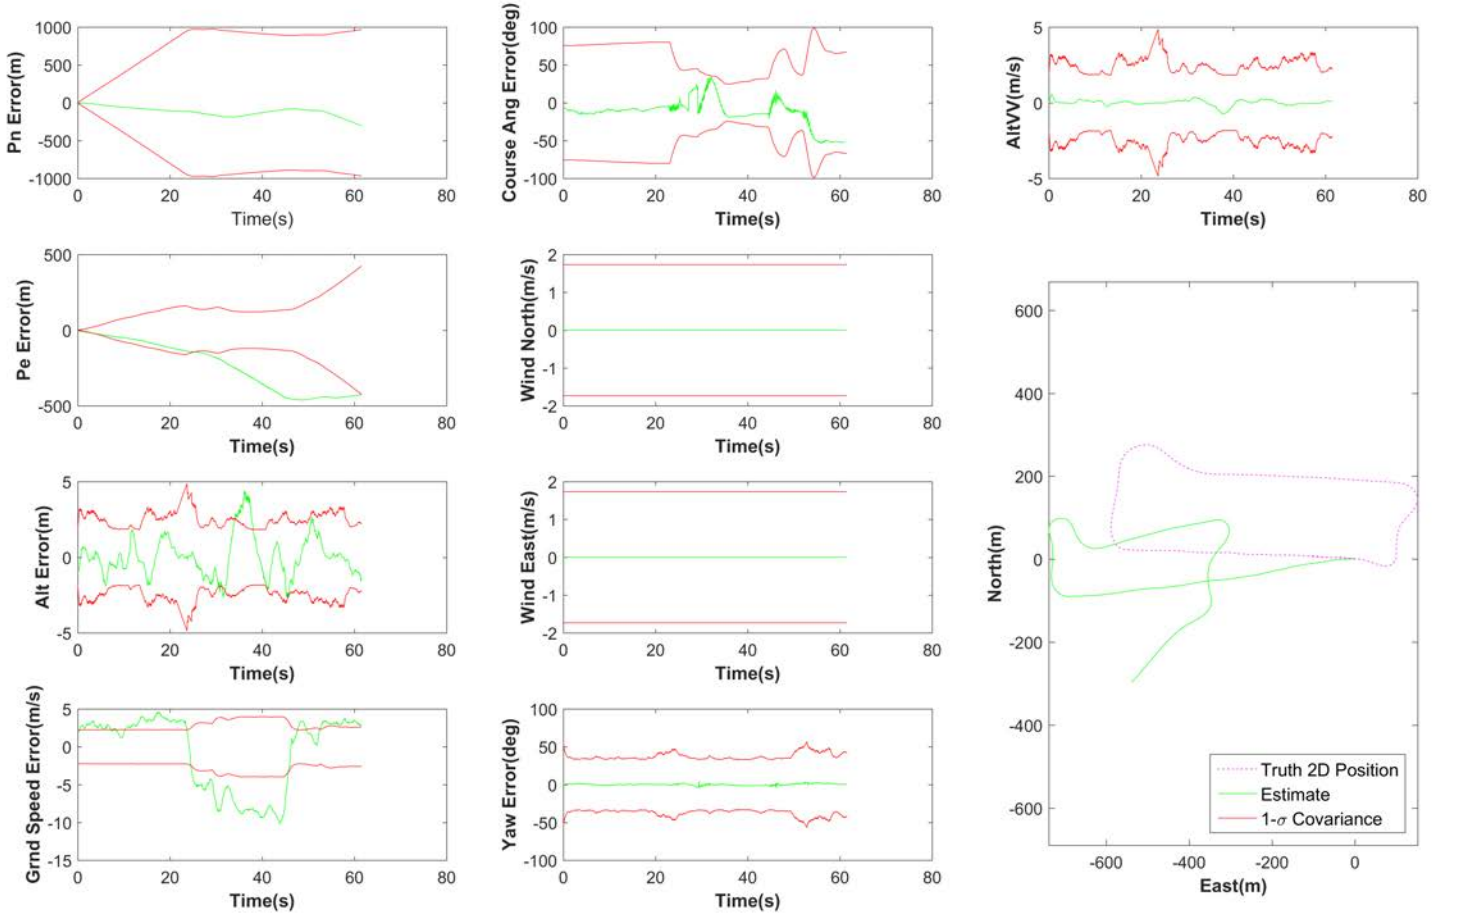 Pn Error(m)
1000
500
0
-500
-1000
0 20 40 60 80
Time(s)
Course Ang Error(deg)
100
50
0
-50
-100
0 20 40 60 80
Time(s)
AltVV(m/s)
5
0
-5
0 20 40 60 80
Time(s)
Pe Error(m)
500
0
-500
0 20 40 60 80
Time(s)
Wind North(m/s)
2
1
0
-1
-2
0 20 40 60 80
Time(s)
Alt Error(m)
5
0
-5
0 20 40 60 80
Time(s)
Wind East(m/s)
2
1
0
-1
-2
0 20 40 60 80
Time(s)
Grnd Speed Error(m/s)
5
0
-5
-10
-15
0 20 40 60 80
Time(s)
Yaw Error(deg)
100
50
0
-50
-100
0 20 40 60 80
Time(s)
North(m)
600
400
200
0
-200
-400
-600
-600 -400 -200 0
East(m)
Truth 2D Position
Estimate
1-σ Covariance